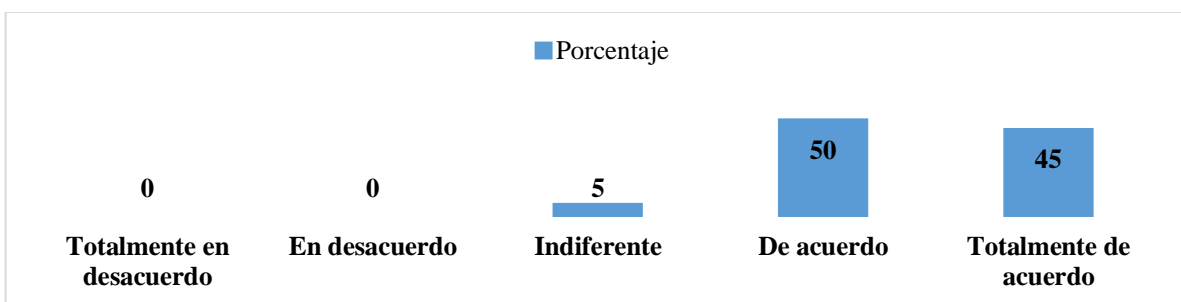 Porcentaje
0
0
5
50
45
Totalmente en
desacuerdo
En desacuerdo
Indiferente
De acuerdo
Totalmente de
acuerdo